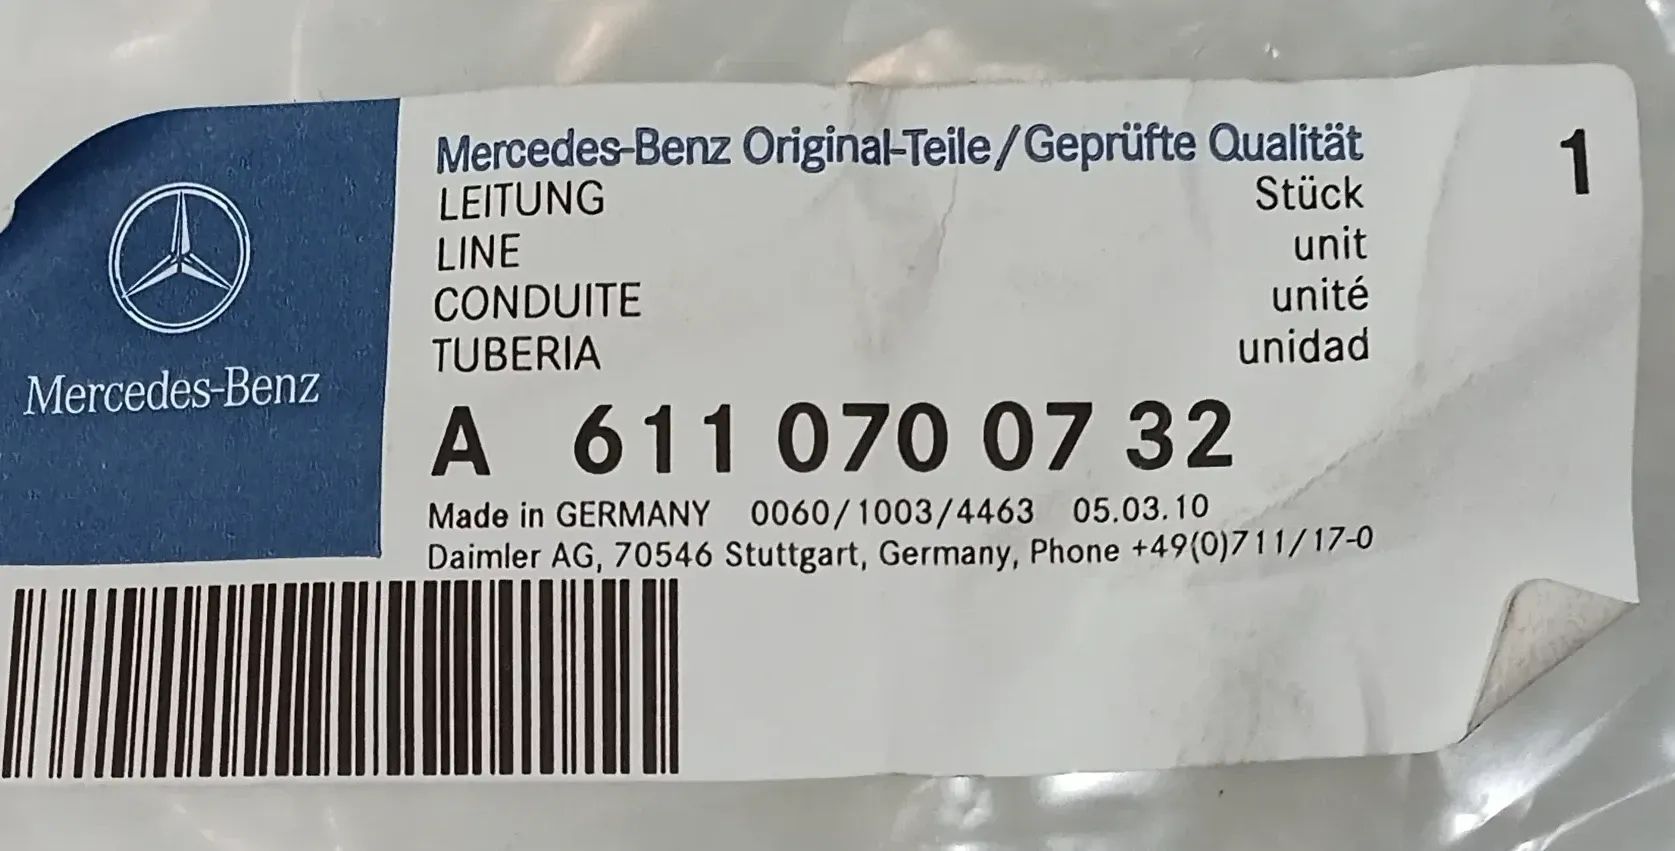 Mercedes-Benz
Mercedes-Benz Original-Teile/Geprüfte Qualität
LEITUNG Stück 1
LINE unit
CONDUITE unité
TUBERIA unidad
A 611 070 07 32
Made in GERMANY 0060/1003/4463 05.03.10
Daimler AG, 70546 Stuttgart, Germany, Phone +49(0)711/17-0